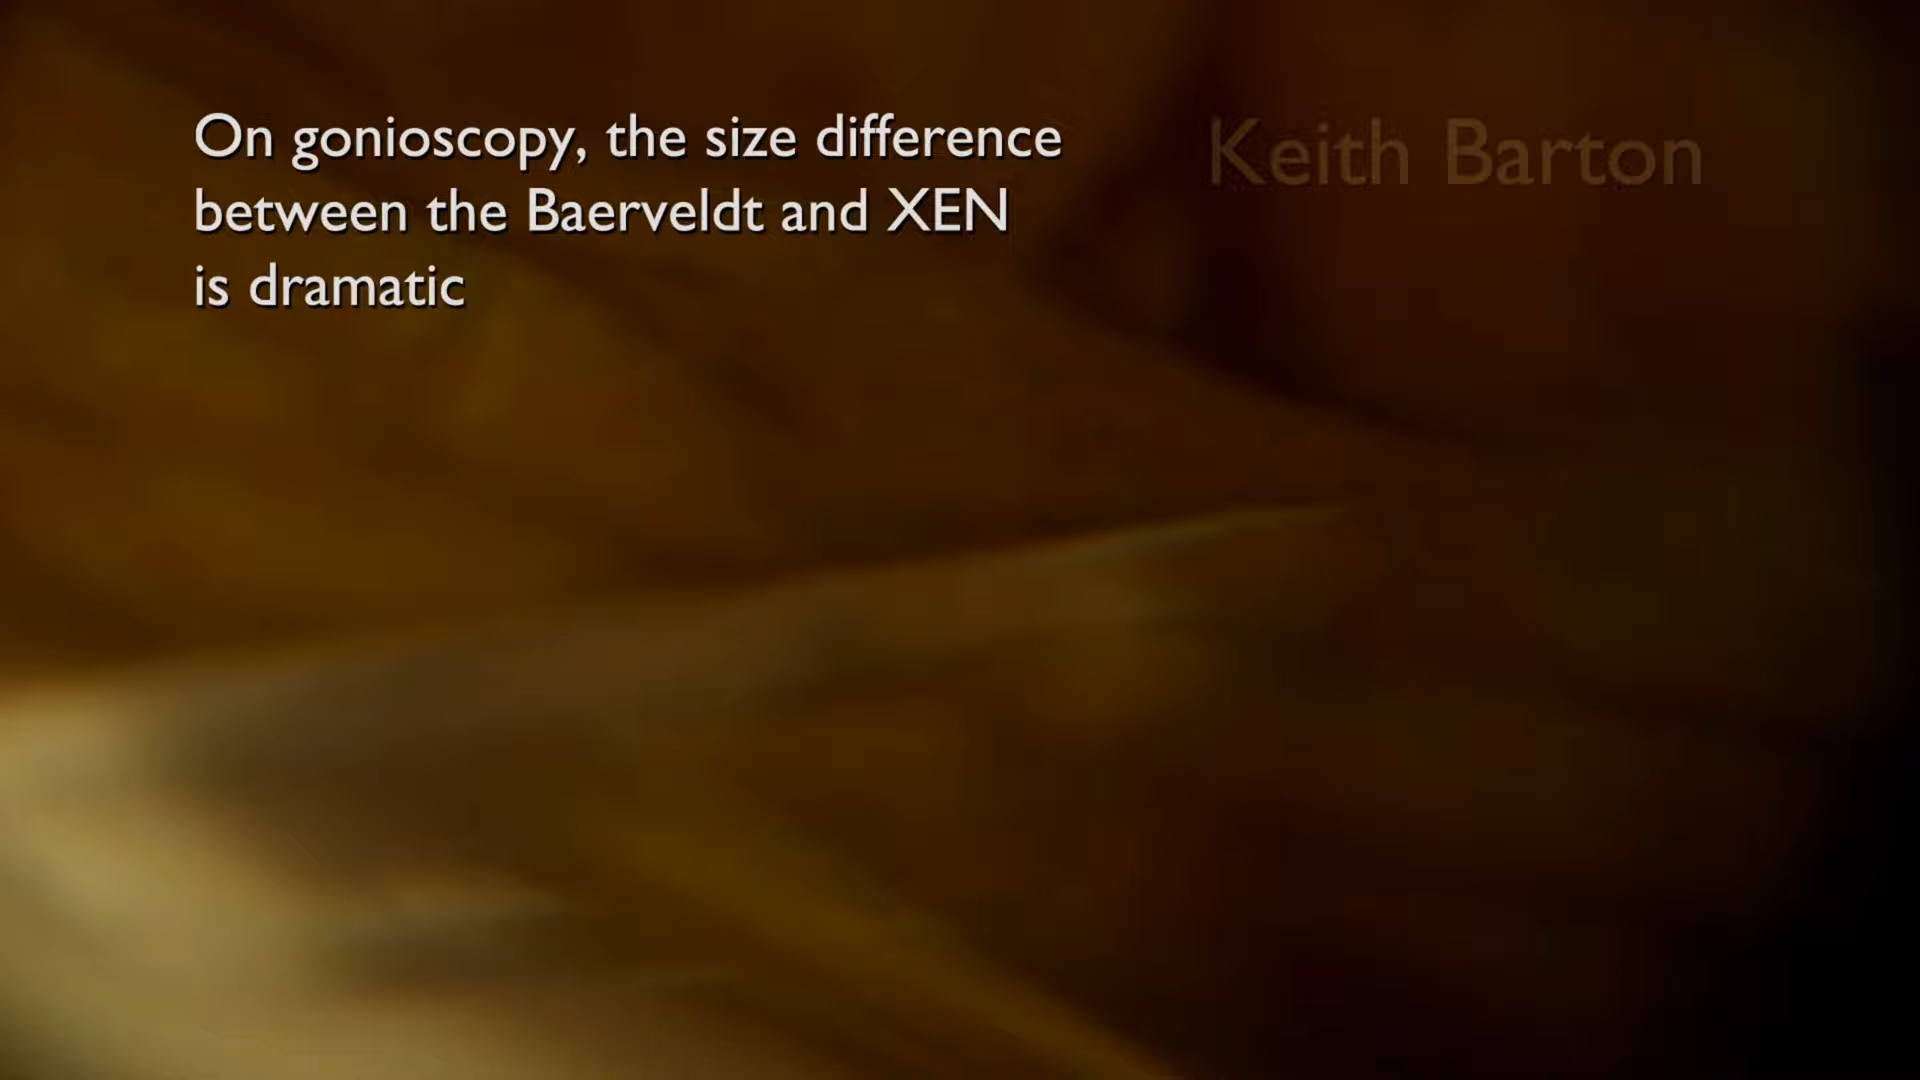 On gonioscopy, the size difference
between the Baerveldt and XEN
is dramatic
Keith Barton